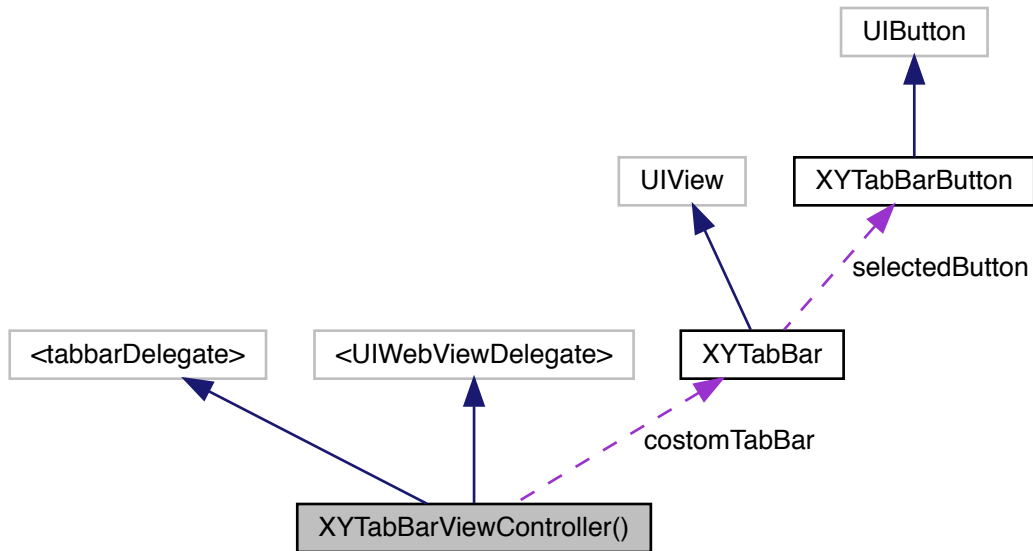 UIButton
UIView
XYTabBarButton
selectedButton
<tabbarDelegate>
<UIWebViewDelegate>
XYTabBar
costomTabBar
XYTabBarViewController()